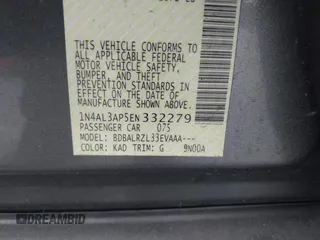 THIS VEHICLE CONFORMS TO
ALL APPLICABLE FEDERAL
MOTOR VEHICLE SAFETY,
BUMPER, AND THEFT
PREVENTION STANDARDS IN
EFFECT ON THE DATE OF
MANUFACTURE SHOWN ABOVE.
1N4AL3AP5EN332279
PASSENGER CAR 075
MODEL: BDBALRZL33EVAAA---
COLOR: KAD TRIM: G 9N00A
AUTOBIDMASTER